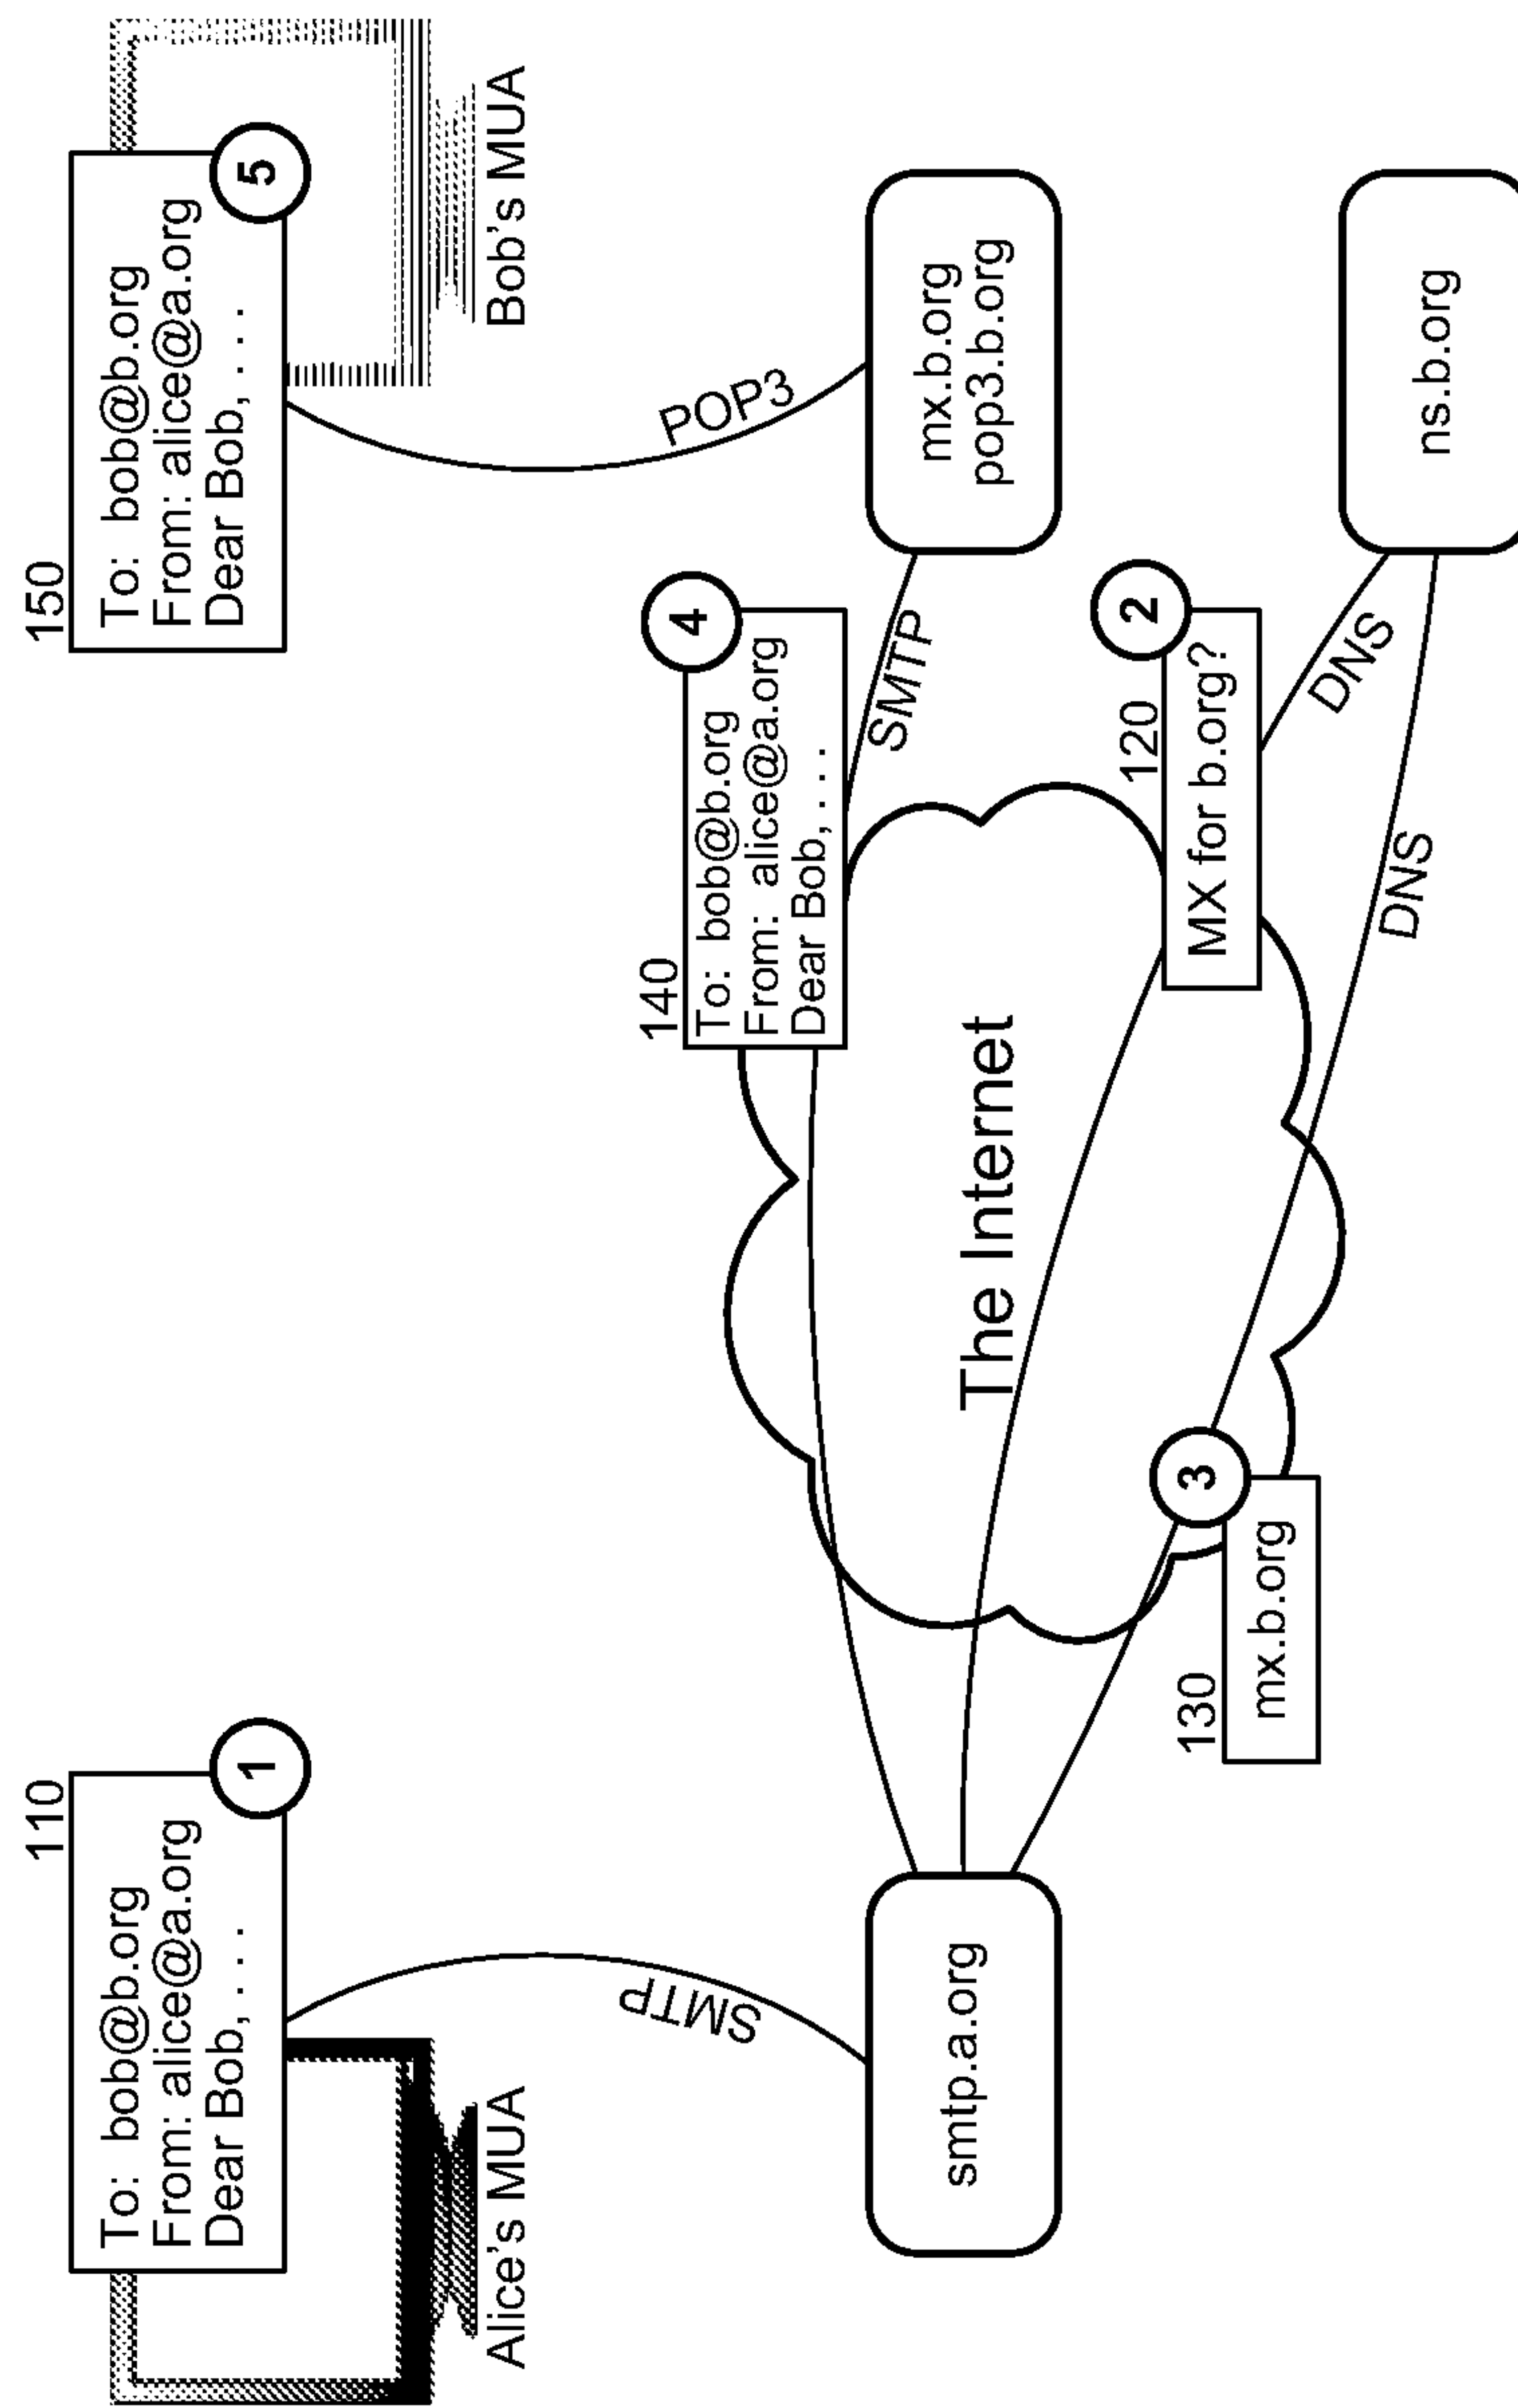 110
To: bob@b.org
From: alice@a.org
Dear Bob, . . .
1
Alice's MUA
150
To: bob@b.org
From: alice@a.org
Dear Bob, . . .
5
Bob's MUA
SMTP
POP3
140
To: bob@b.org
From: alice@a.org
Dear Bob, . . .
4
SMTP
smtp.a.org
The Internet
mx.b.org
pop3.b.org
120
MX for b.org?
2
130
mx.b.org
3
DNS
DNS
ns.b.org